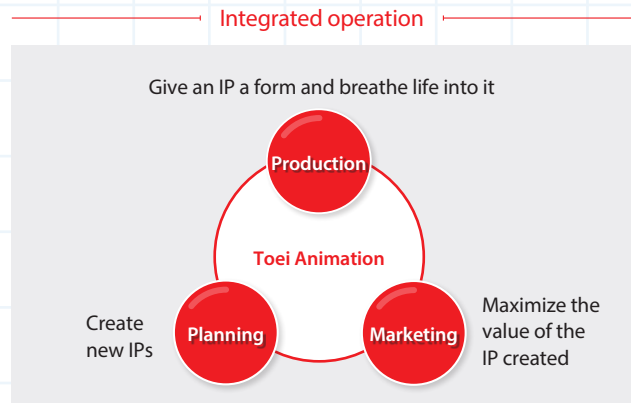 Integrated operation
Give an IP a form and breathe life into it
Production
Toei Animation
Create
new IPs
Planning
Marketing
Maximize the
value of the
IP created